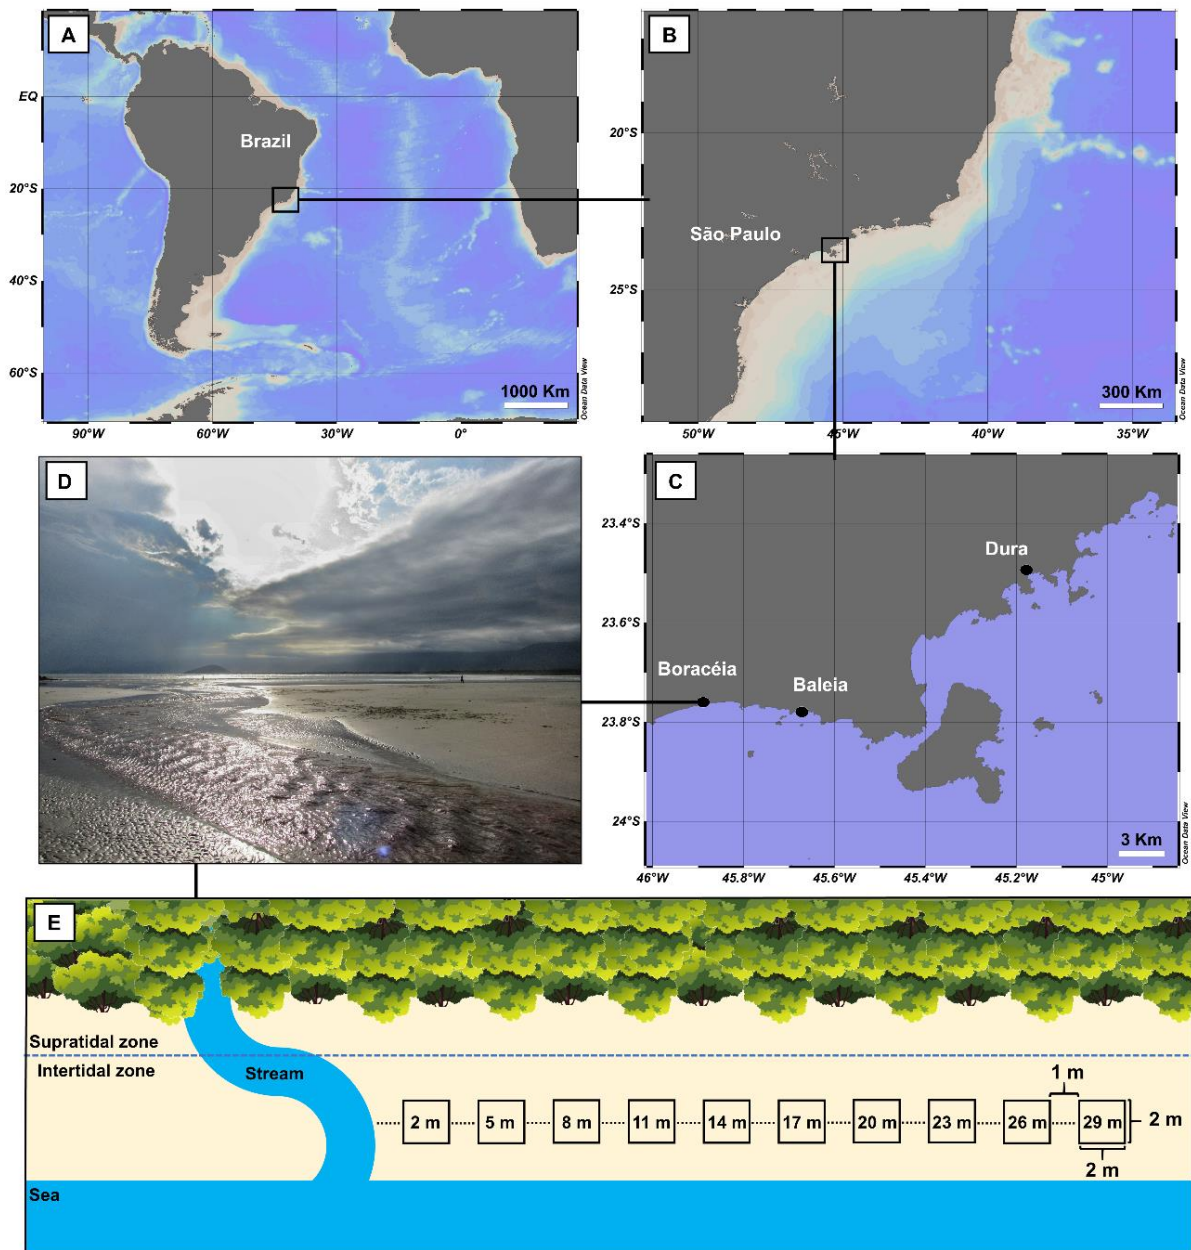 A
EQ
Brazil
20°S
40°S
60°S
1000 Km
Ocean Data View
90°W 60°W 30°W 0°
B
20°S
São Paulo
25°S
300 Km
Ocean Data View
50°W 45°W 40°W 35°W
D
C
23.4°S
Dura
23.6°S
Boracéia
Baleia
23.8°S
24°S
3 Km
Ocean Data View
46°W 45.8°W 45.6°W 45.4°W 45.2°W 45°W
E
Supratidal zone
Intertidal zone
Stream
1 m
2 m 5 m 8 m 11 m 14 m 17 m 20 m 23 m 26 m 29 m 2 m
2 m
Sea